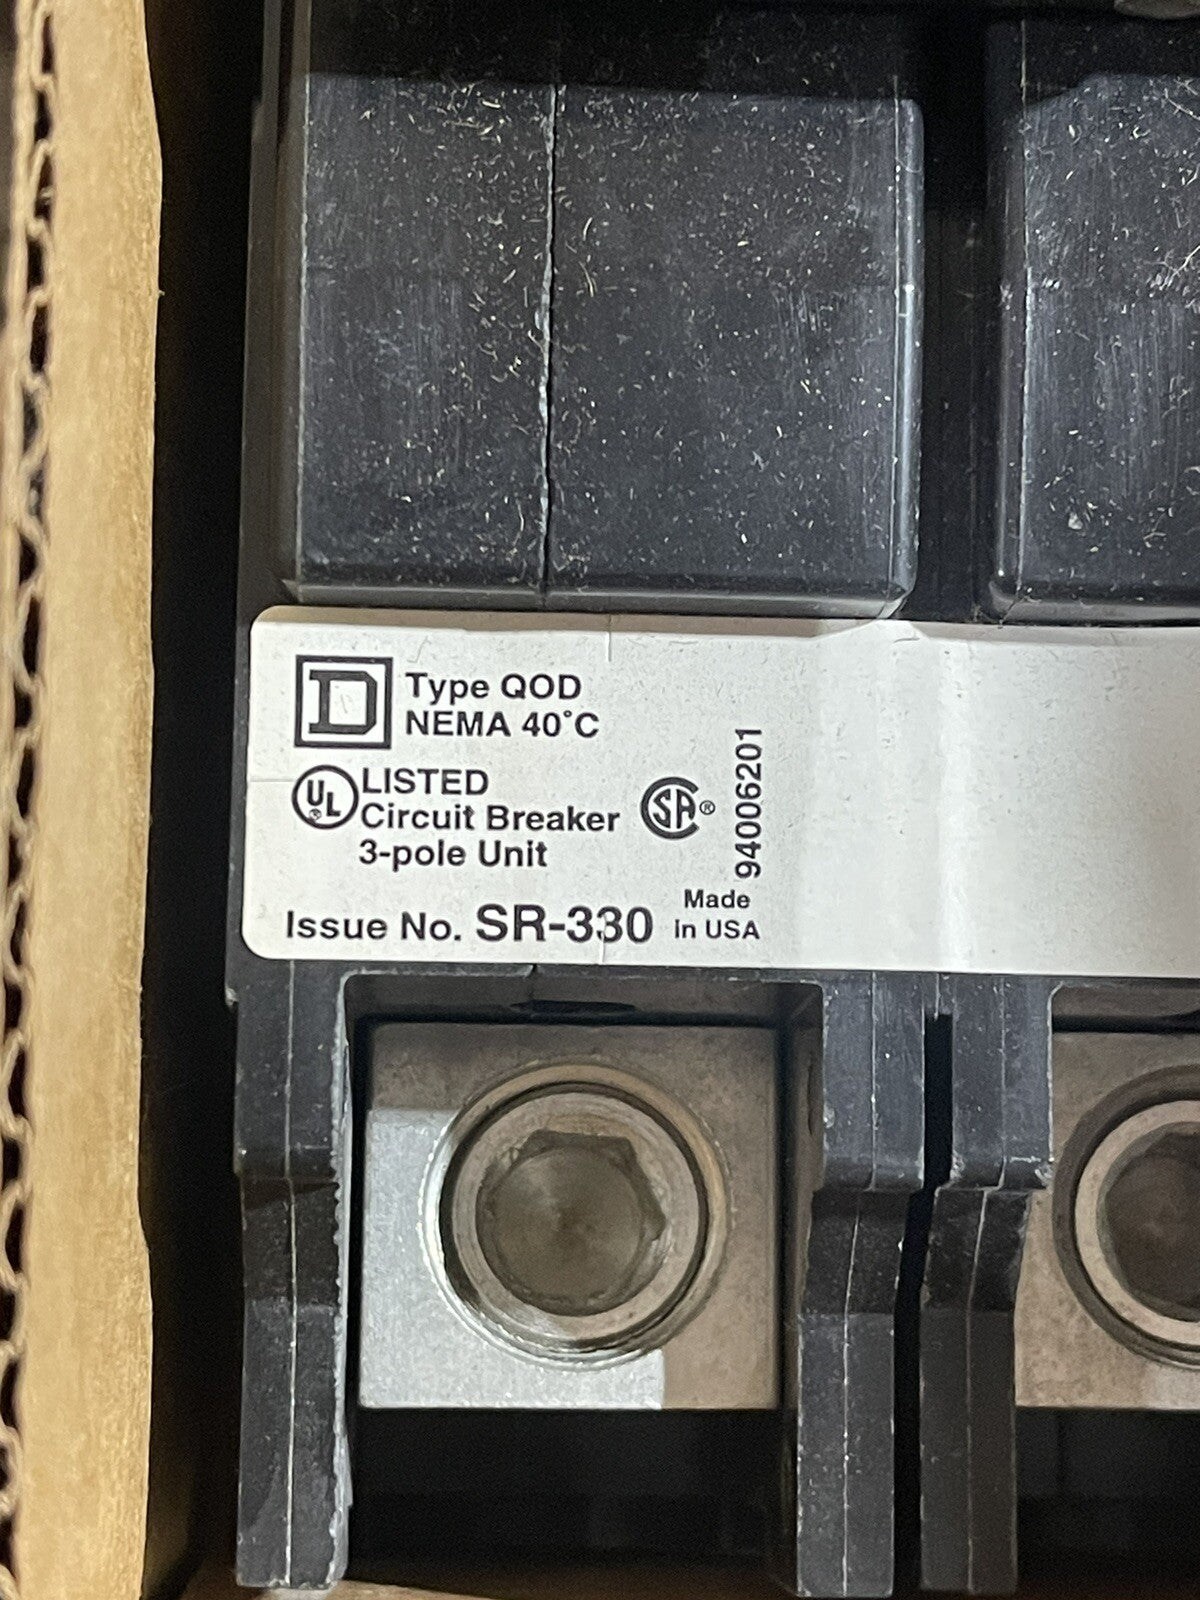 D Type QOD
NEMA 40°C
UL® LISTED
Circuit Breaker
3-pole Unit
SA®
94006201
Issue No. SR-330
Made
In USA